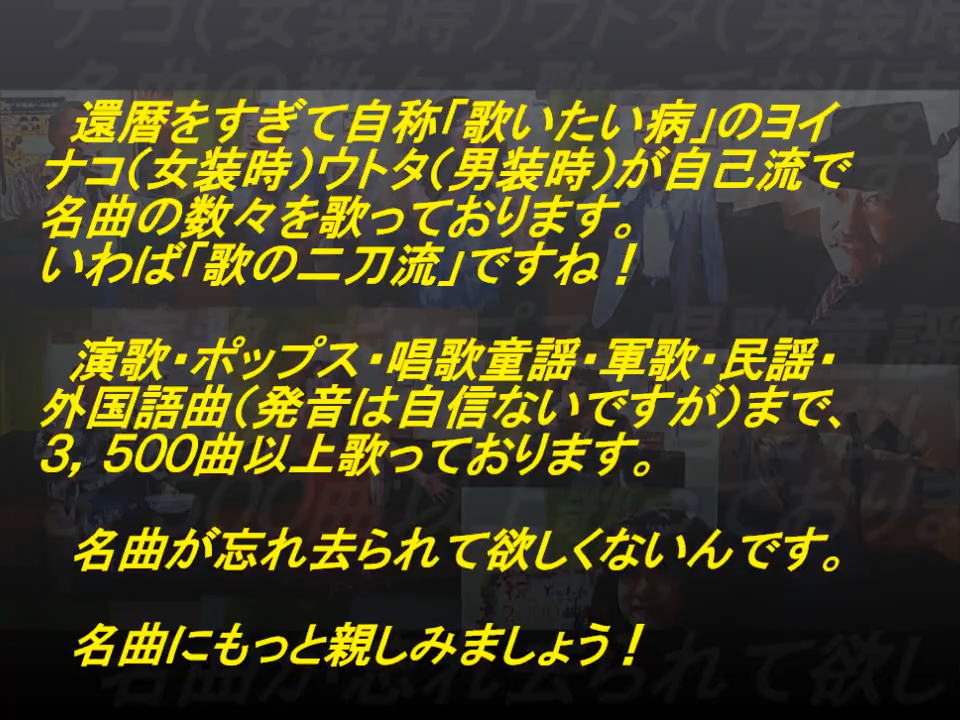 還暦をすぎて自称「歌いたい病」のヨイ
ナコ（女装時）ウトタ（男装時）が自己流で
名曲の数々を歌っております。
いわば「歌の二刀流」ですね！
演歌・ポップス・唱歌童謡・軍歌・民謡・
外国語曲（発音は自信ないですが）まで、
３，５００曲以上歌っております。
名曲が忘れ去られて欲しくないんです。
名曲にもっと親しみましょう！